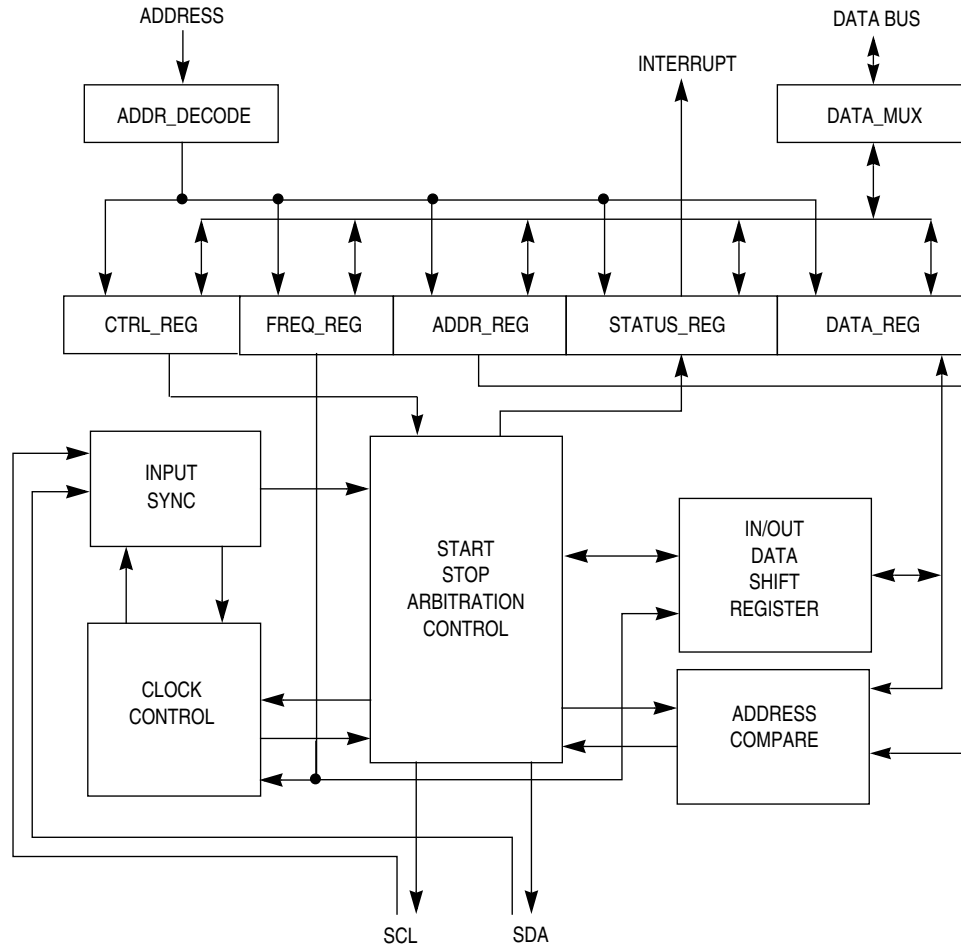 ADDRESS
DATA BUS
INTERRUPT
ADDR_DECODE
DATA_MUX
CTRL_REG
FREQ_REG
ADDR_REG
STATUS_REG
DATA_REG
INPUT
SYNC
START
STOP
ARBITRATION
CONTROL
IN/OUT
DATA
SHIFT
REGISTER
CLOCK
CONTROL
ADDRESS
COMPARE
SCL
SDA